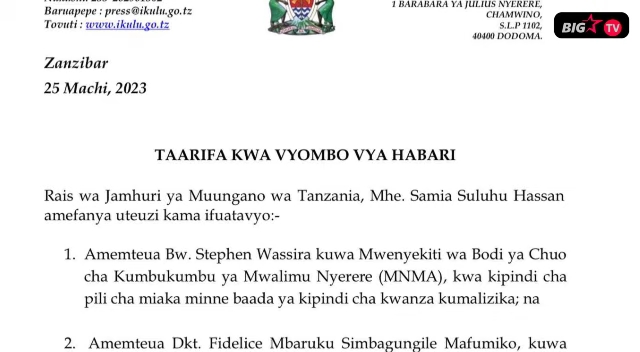 Baruapepe : press@ikulu.go.tz
Tovuti : www.ikulu.go.tz
1 BARABARA YA JULIUS NYERERE,
CHAMWINO,
S.L.P 1102,
40400 DODOMA.
BIG TV
Zanzibar
25 Machi, 2023
TAARIFA KWA VYOMBO VYA HABARI
Rais wa Jamhuri ya Muungano wa Tanzania, Mhe. Samia Suluhu Hassan
amefanya uteuzi kama ifuatavyo:-
1. Amemteua Bw. Stephen Wassira kuwa Mwenyekiti wa Bodi ya Chuo
cha Kumbukumbu ya Mwalimu Nyerere (MNMA), kwa kipindi cha
pili cha miaka minne baada ya kipindi cha kwanza kumalizika; na
2. Amemteua Dkt. Fidelice Mbaruku Simbagungile Mafumiko, kuwa